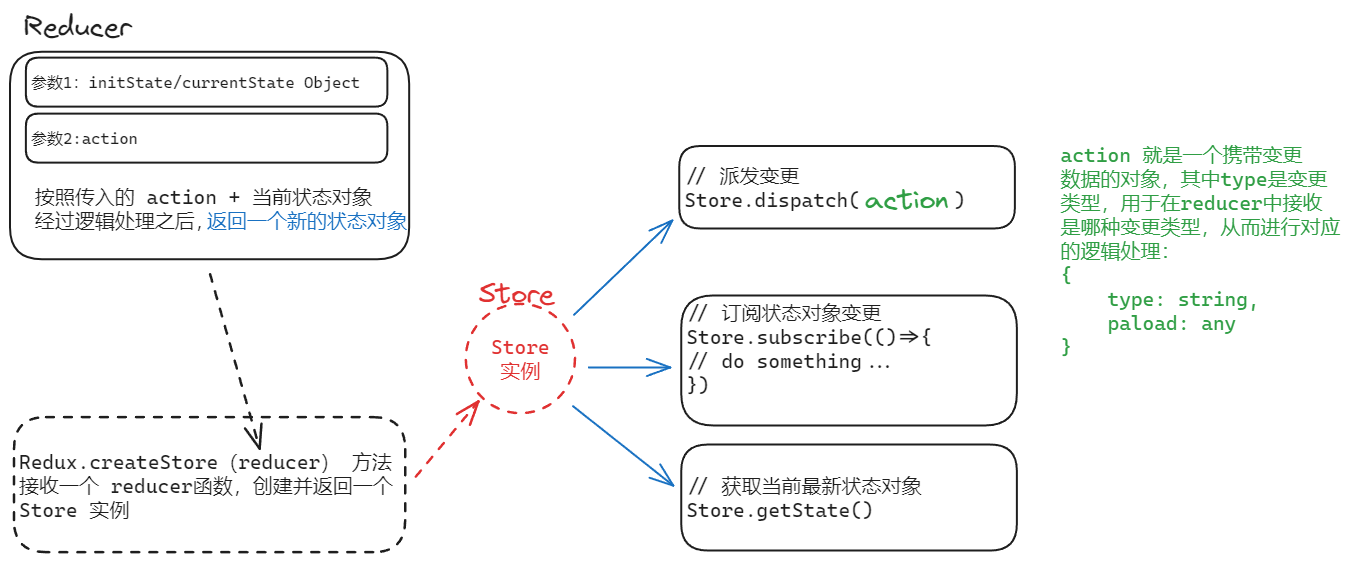 Reducer
参数1：initState/currentState Object
参数2:action
按照传入的 action + 当前状态对象
经过逻辑处理之后,返回一个新的状态对象
Redux.createStore（reducer） 方法
接收一个 reducer函数，创建并返回一个
Store 实例
Store
Store
实例
// 派发变更
Store.dispatch( action )
// 订阅状态对象变更
Store.subscribe(()=>{
// do something...
})
// 获取当前最新状态对象
Store.getState()
action 就是一个携带变更
数据的对象，其中type是变更
类型，用于在reducer中接收
是哪种变更类型，从而进行对应
的逻辑处理：
{
type: string,
paload: any
}